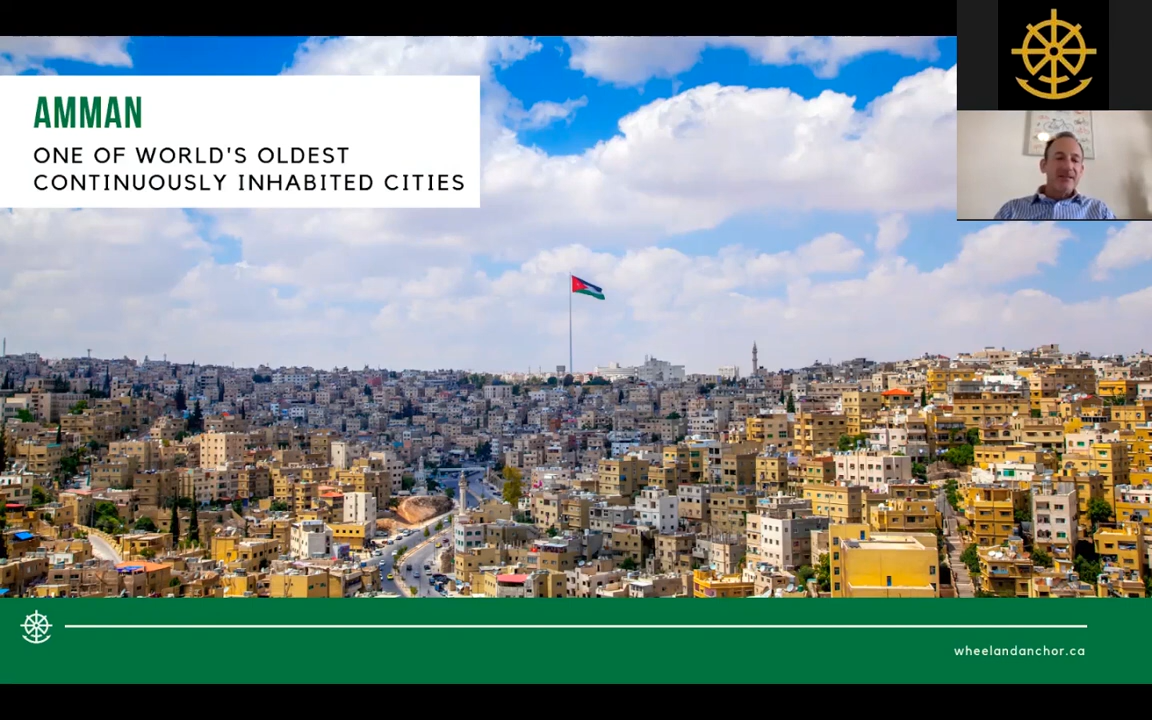 AMMAN
ONE OF WORLD'S OLDEST
CONTINUOUSLY INHABITED CITIES
wheelandanchor.ca